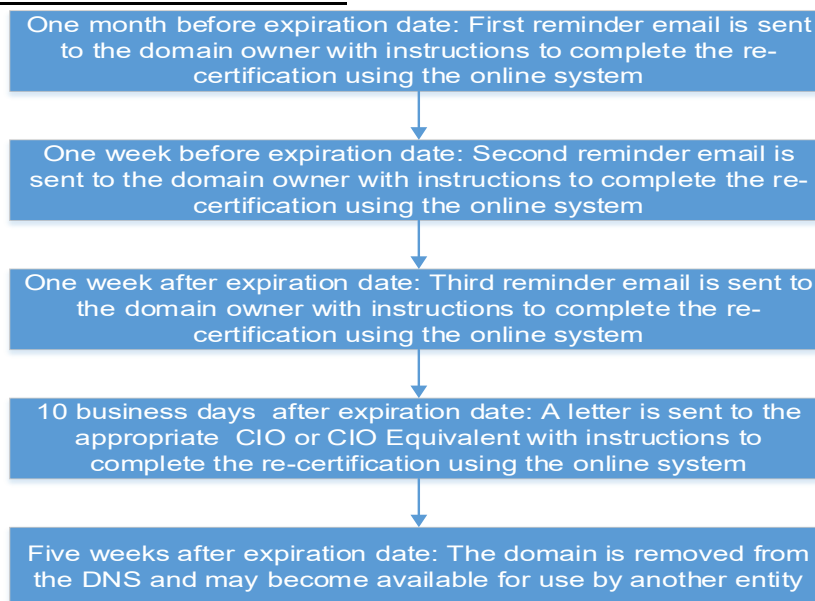 One month before expiration date: First reminder email is sent
to the domain owner with instructions to complete the re-
certification using the online system
One week before expiration date: Second reminder email is
sent to the domain owner with instructions to complete the re-
certification using the online system
One week after expiration date: Third reminder email is sent to
the domain owner with instructions to complete the re-
certification using the online system
10 business days  after expiration date: A letter is sent to the
appropriate  CIO or CIO Equivalent with instructions to
complete the re-certification using the online system
Five weeks after expiration date: The domain is removed from
the DNS and may become available for use by another entity